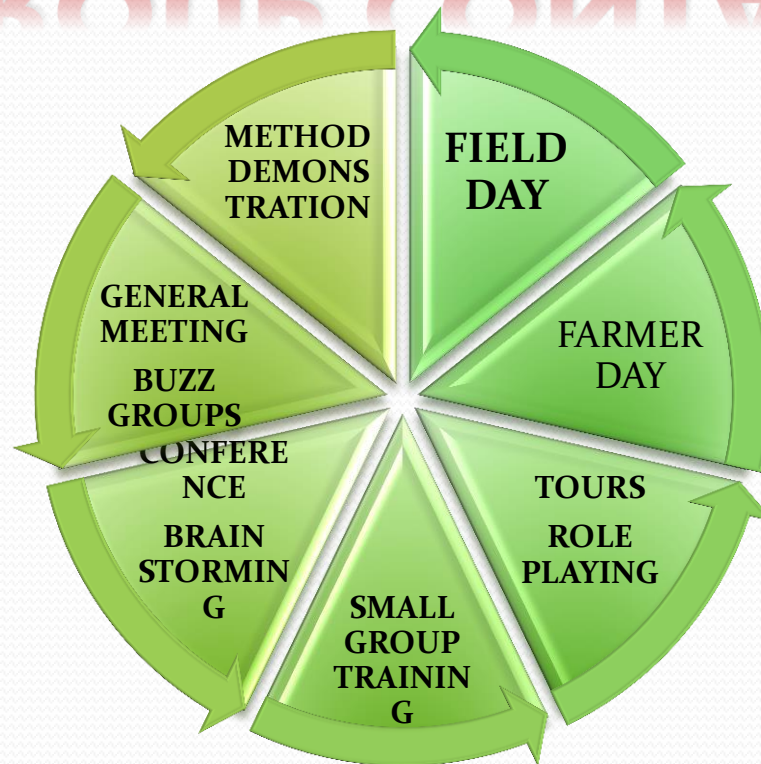 METHOD
DEMONS
TRATION
FIELD
DAY
FARMER
DAY
TOURS
ROLE
PLAYING
SMALL
GROUP
TRAININ
G
CONFERE
NCE
BRAIN
STORMIN
G
GENERAL
MEETING
BUZZ
GROUPS